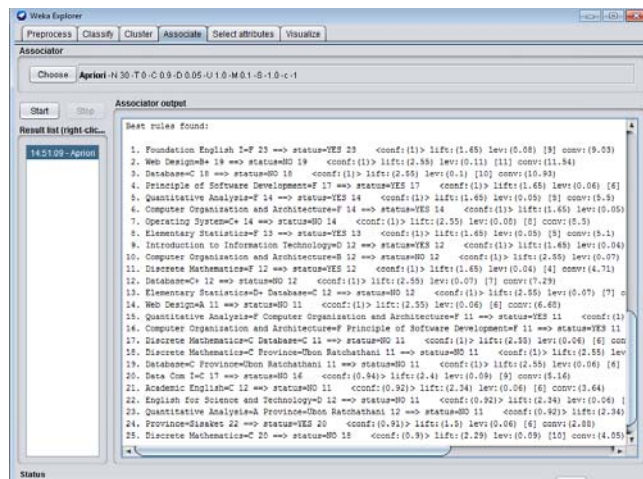 Weka Explorer
Preprocess Classify Cluster Associate Select attributes Visualize
Associator
Choose Apriori -N 30 -T 0 -C 0.9 -D 0.05 -U 1.0 -M 0.1 -S -1.0 -c -1
Start Stop
Associator output
Result list (right-clic...
14:51:09 - Apriori
Best rules found:
1. Foundation English I=F 23 ==> status=YES 23 <conf:(1)> lift:(1.65) lev:(0.08) [9] conv:(9.03)
2. Web Design=B+ 19 ==> status=NO 19 <conf:(1)> lift:(2.55) lev:(0.11) [11] conv:(11.54)
3. Database=C 18 ==> status=NO 18 <conf:(1)> lift:(2.55) lev:(0.1) [10] conv:(10.93)
4. Principle of Software Development=F 17 ==> status=YES 17 <conf:(1)> lift:(1.65) lev:(0.06) [6]
5. Quantitative Analysis=F 14 ==> status=YES 14 <conf:(1)> lift:(1.65) lev:(0.05) [5] conv:(5.5)
6. Computer Organization and Architecture=F 14 ==> status=YES 14 <conf:(1)> lift:(1.65) lev:(0.05)
7. Operating System=C+ 14 ==> status=NO 14 <conf:(1)> lift:(2.55) lev:(0.08) [8] conv:(8.5)
8. Elementary Statistics=F 13 ==> status=YES 13 <conf:(1)> lift:(1.65) lev:(0.05) [5] conv:(5.1)
9. Introduction to Information Technology=D 12 ==> status=YES 12 <conf:(1)> lift:(1.65) lev:(0.04)
10. Computer Organization and Architecture=B 12 ==> status=NO 12 <conf:(1)> lift:(2.55) lev:(0.07)
11. Discrete Mathematics=F 12 ==> status=YES 12 <conf:(1)> lift:(1.65) lev:(0.04) [4] conv:(4.71)
12. Database=C+ 12 ==> status=NO 12 <conf:(1)> lift:(2.55) lev:(0.07) [7] conv:(7.29)
13. Elementary Statistics=D+ Database=C 12 ==> status=NO 12 <conf:(1)> lift:(2.55) lev:(0.07) [7] c
14. Web Design=A 11 ==> status=NO 11 <conf:(1)> lift:(2.55) lev:(0.06) [6] conv:(6.68)
15. Quantitative Analysis=F Computer Organization and Architecture=F 11 ==> status=YES 11 <conf:(1)
16. Computer Organization and Architecture=F Principle of Software Development=F 11 ==> status=YES 11
17. Discrete Mathematics=C Database=C 11 ==> status=NO 11 <conf:(1)> lift:(2.55) lev:(0.06) [6] con
18. Discrete Mathematics=C Province=Ubon Ratchathani 11 ==> status=NO 11 <conf:(1)> lift:(2.55) lev
19. Database=C Province=Ubon Ratchathani 11 ==> status=NO 11 <conf:(1)> lift:(2.55) lev:(0.06) [6]
20. Data Com I=C 17 ==> status=NO 16 <conf:(0.94)> lift:(2.4) lev:(0.09) [9] conv:(5.16)
21. Academic English=C 12 ==> status=NO 11 <conf:(0.92)> lift:(2.34) lev:(0.06) [6] conv:(3.64)
22. English for Science and Technology=D 12 ==> status=NO 11 <conf:(0.92)> lift:(2.34) lev:(0.06) [
23. Quantitative Analysis=A Province=Ubon Ratchathani 12 ==> status=NO 11 <conf:(0.92)> lift:(2.34)
24. Province=Sisaket 22 ==> status=YES 20 <conf:(0.91)> lift:(1.5) lev:(0.06) [6] conv:(2.88)
25. Discrete Mathematics=C 20 ==> status=NO 18 <conf:(0.9)> lift:(2.29) lev:(0.09) [10] conv:(4.05)
Status